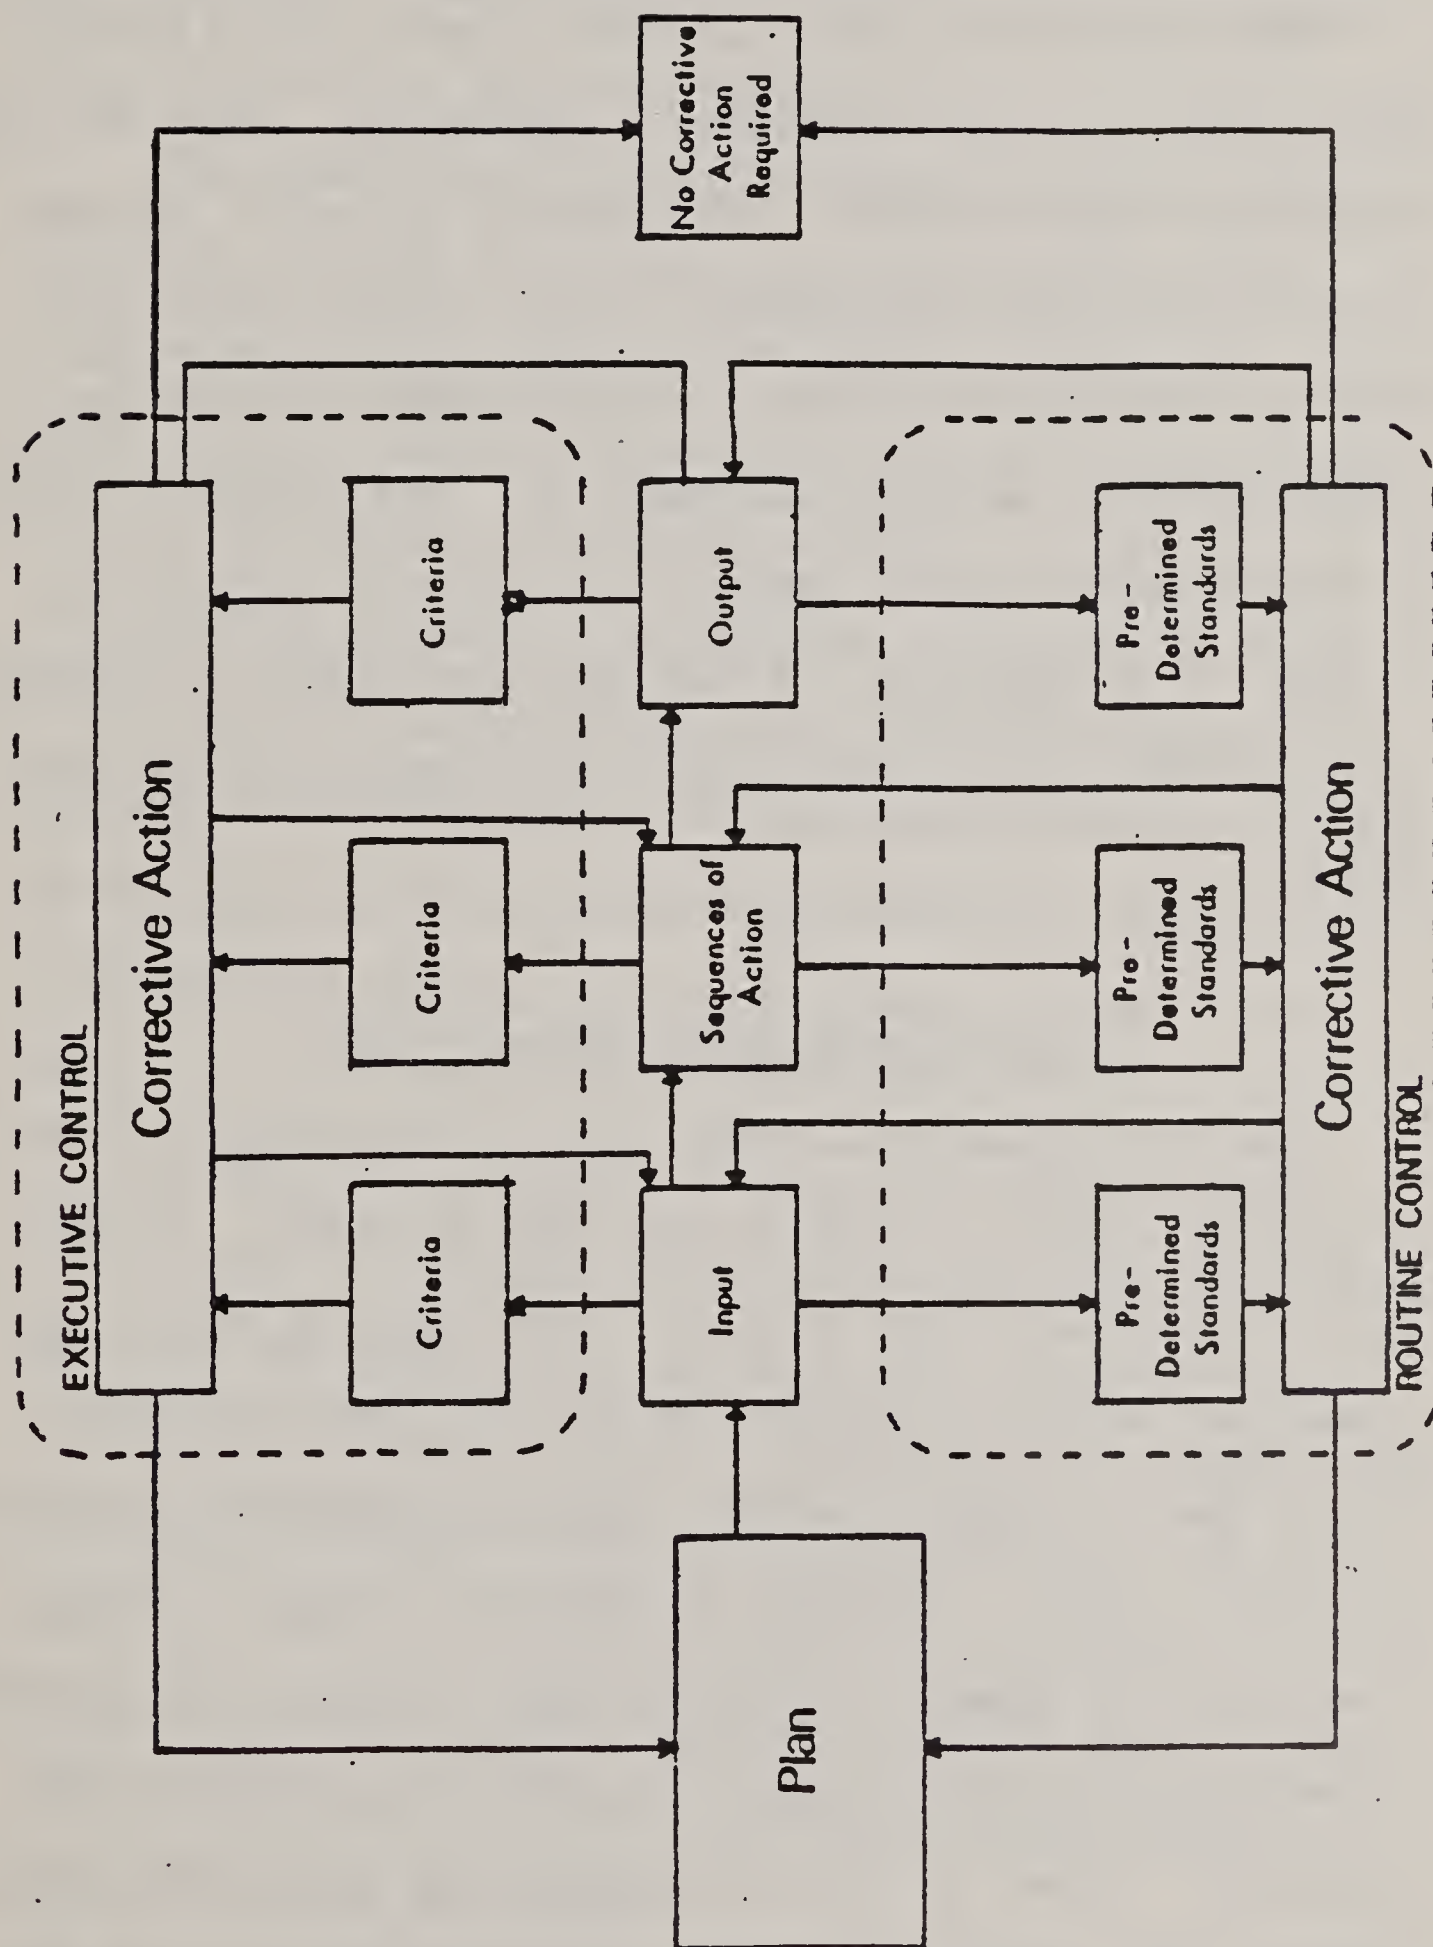 EXECUTIVE CONTROL
Corrective Action
Criteria
Criteria
Criteria
Plan
Input
Sequences of
Action
Output
No Corrective
Action
Required
Pre-
Determined
Standards
Pre-
Determined
Standards
Pre-
Determined
Standards
Corrective Action
ROUTINE CONTROL